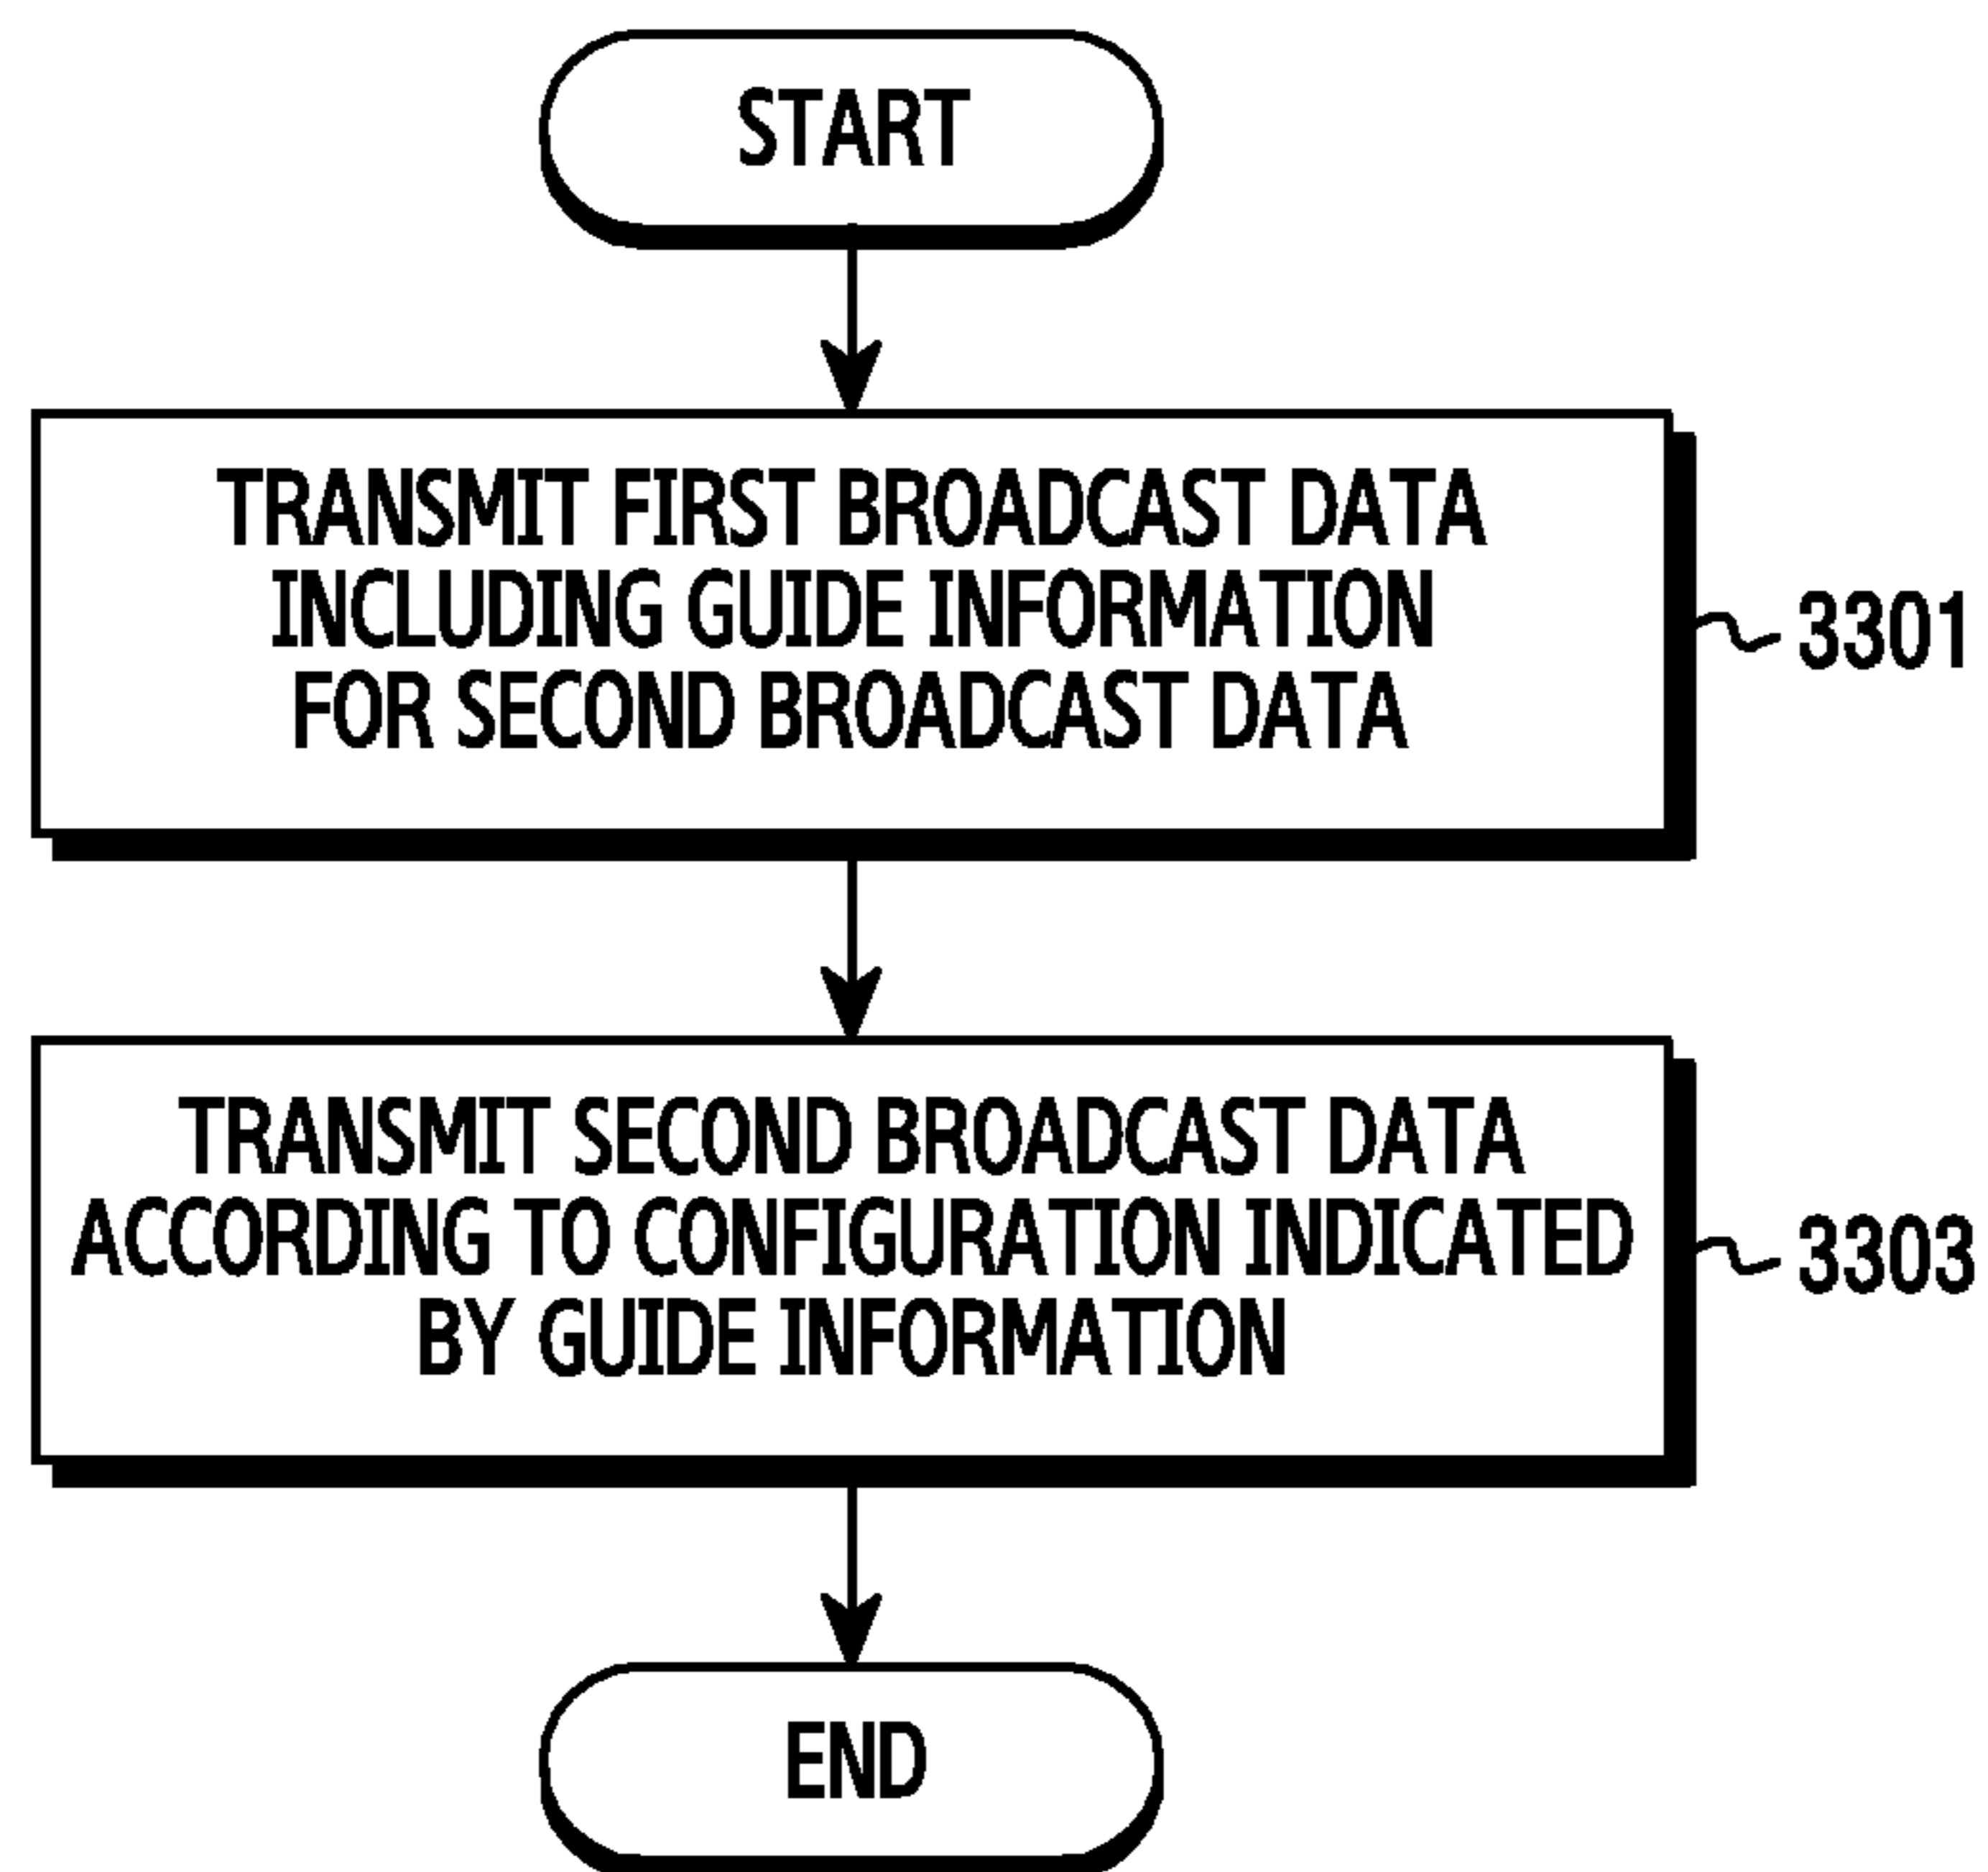 START
TRANSMIT FIRST BROADCAST DATA
INCLUDING GUIDE INFORMATION
FOR SECOND BROADCAST DATA
3301
TRANSMIT SECOND BROADCAST DATA
ACCORDING TO CONFIGURATION INDICATED
BY GUIDE INFORMATION
3303
END